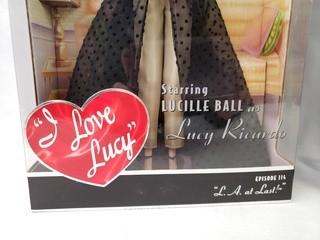 Starring
LUCILLE BALL as
Lucy Ricardo
"I Love
Lucy"
EPISODE 114
"L.A. at Last!"